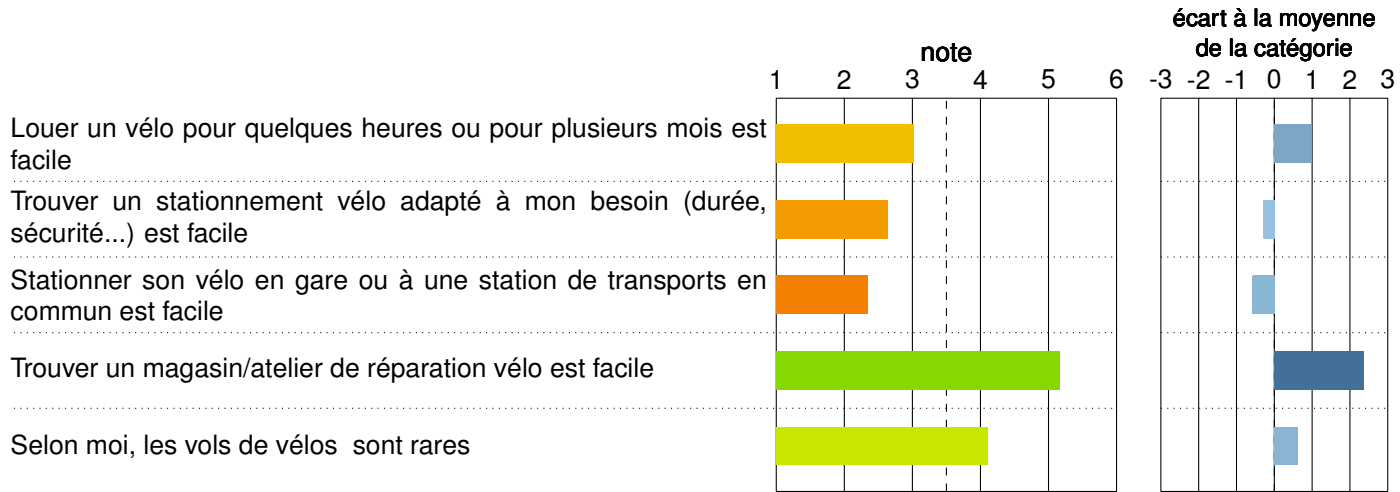 écart à la moyenne
note de la catégorie
1 2 3 4 5 6 -3 -2 -1 0 1 2 3
Louer un vélo pour quelques heures ou pour plusieurs mois est
facile
Trouver un stationnement vélo adapté à mon besoin (durée,
sécurité...) est facile
Stationner son vélo en gare ou à une station de transports en
commun est facile
Trouver un magasin/atelier de réparation vélo est facile
Selon moi, les vols de vélos sont rares